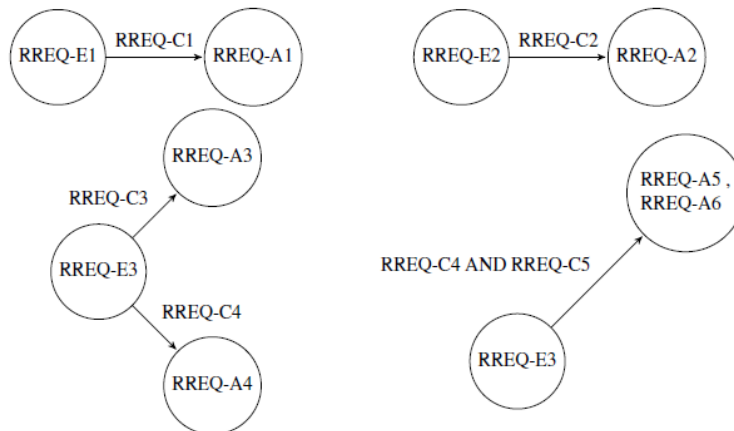 RREQ-E1
RREQ-C1
RREQ-A1
RREQ-E2
RREQ-C2
RREQ-A2
RREQ-A3
RREQ-C3
RREQ-E3
RREQ-C4
RREQ-A4
RREQ-A5 ,
RREQ-A6
RREQ-C4 AND RREQ-C5
RREQ-E3